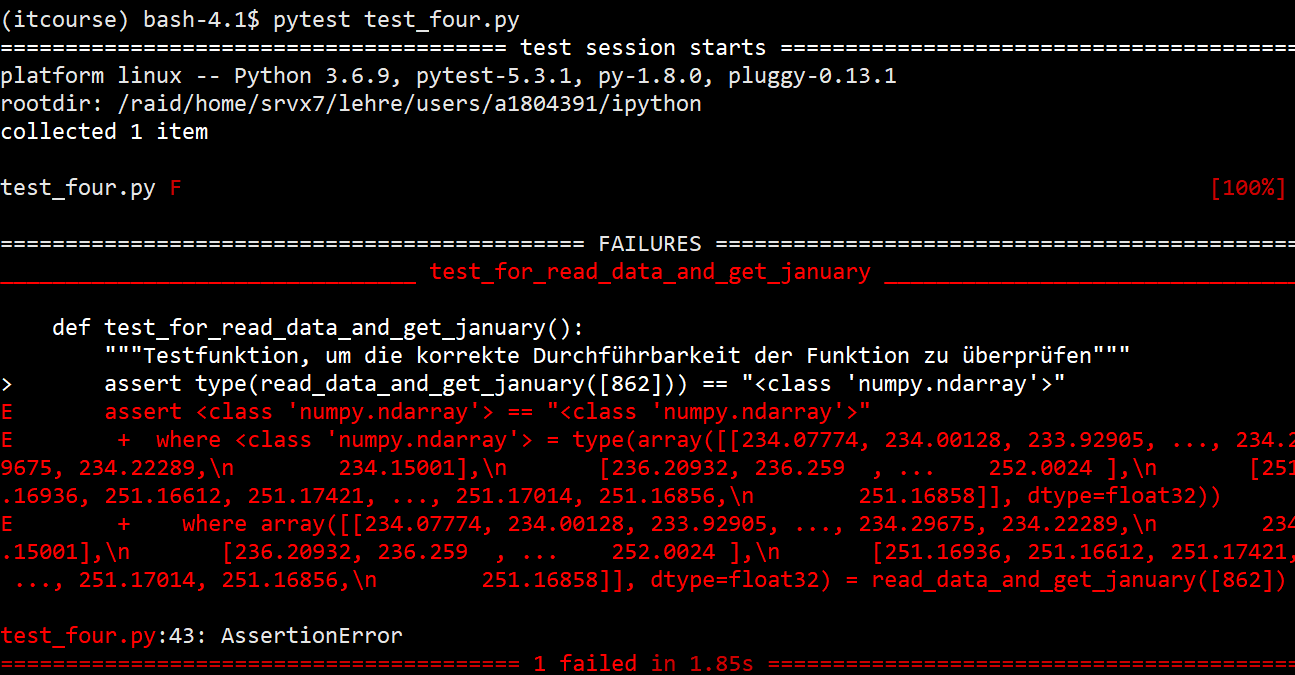 (itcourse) bash-4.1$ pytest test_four.py
======================================= test session starts ========================================
platform linux -- Python 3.6.9, pytest-5.3.1, py-1.8.0, pluggy-0.13.1
rootdir: /raid/home/srvx7/lehre/users/a1804391/ipython
collected 1 item

test_four.py F                                                                               [100%]

============================================= FAILURES =============================================
________________________________ test_for_read_data_and_get_january ________________________________

    def test_for_read_data_and_get_january():
        """Testfunktion, um die korrekte Durchführbarkeit der Funktion zu überprüfen"""
>       assert type(read_data_and_get_january([862])) == "<class 'numpy.ndarray'>"
E       assert <class 'numpy.ndarray'> == "<class 'numpy.ndarray'>"
E        +  where <class 'numpy.ndarray'> = type(array([[234.07774, 234.00128, 233.92905, ..., 234.2
9675, 234.22289,\n        234.15001],\n       [236.20932, 236.259  , ...    252.0024 ],\n       [251
.16936, 251.16612, 251.17421, ..., 251.17014, 251.16856,\n        251.16858]], dtype=float32))
E        +    where array([[234.07774, 234.00128, 233.92905, ..., 234.29675, 234.22289,\n        234
.15001],\n       [236.20932, 236.259  , ...    252.0024 ],\n       [251.16936, 251.16612, 251.17421,
 ..., 251.17014, 251.16856,\n        251.16858]], dtype=float32) = read_data_and_get_january([862])

test_four.py:43: AssertionError
======================================== 1 failed in 1.85s =========================================